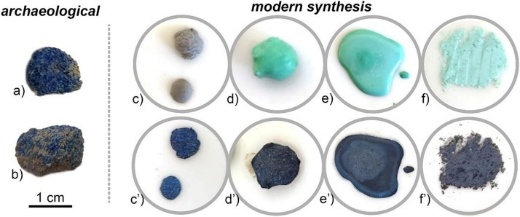 archaeological
modern synthesis
a)
b)
1 cm
c)
d)
e)
f)
c')
d')
e')
f')